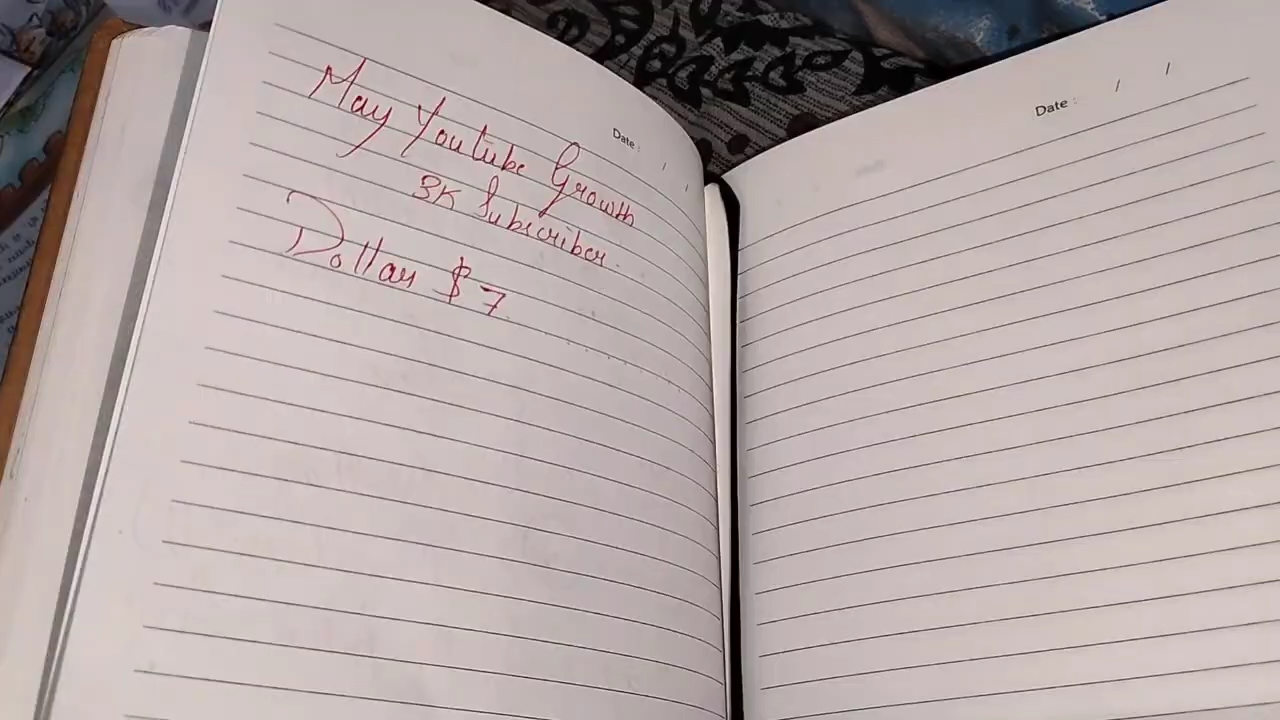 Date : / /
May Youtube Growth
3K Subscriber.
Dollar $ 7
Date : / /